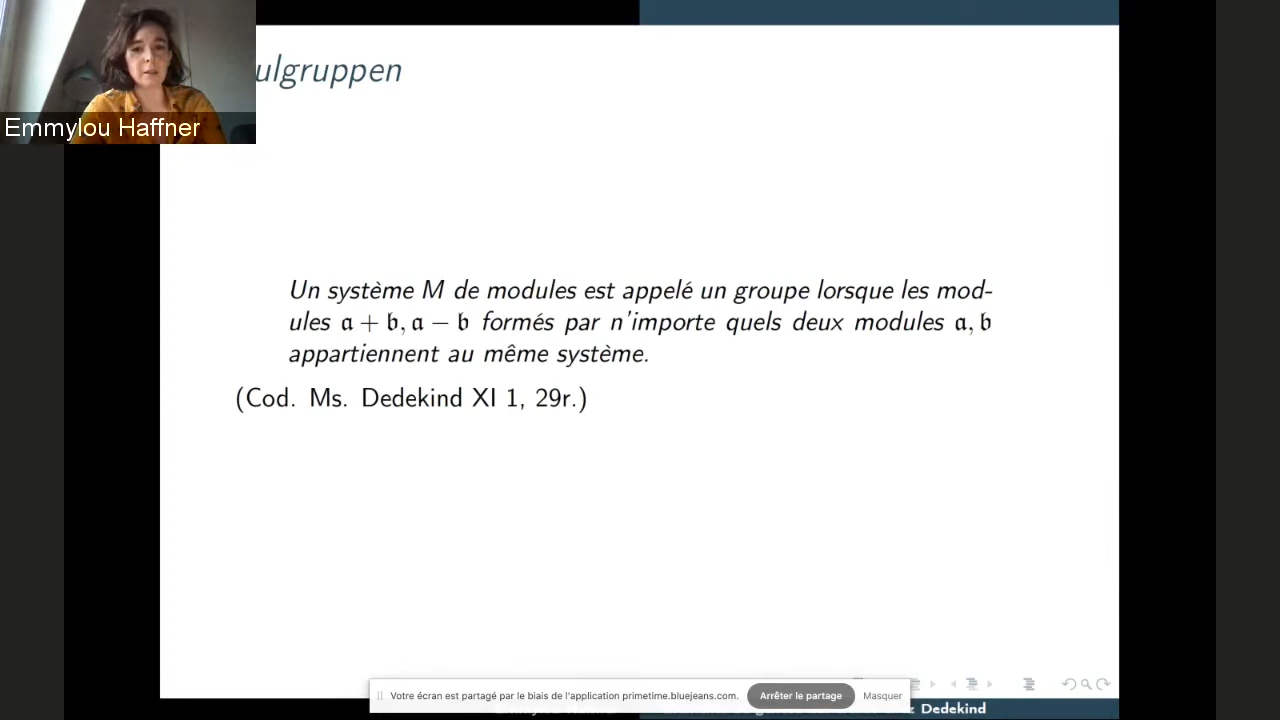 ulgruppen
Emmylou Haffner
Un système M de modules est appelé un groupe lorsque les mod-
ules 𝔞 + 𝔟, 𝔞 − 𝔟 formés par n'importe quels deux modules 𝔞, 𝔟
appartiennent au même système.
(Cod. Ms. Dedekind XI 1, 29r.)
Votre écran est partagé par le biais de l'application primetime.bluejeans.com. Arrêter le partage Masquer
Dedekind